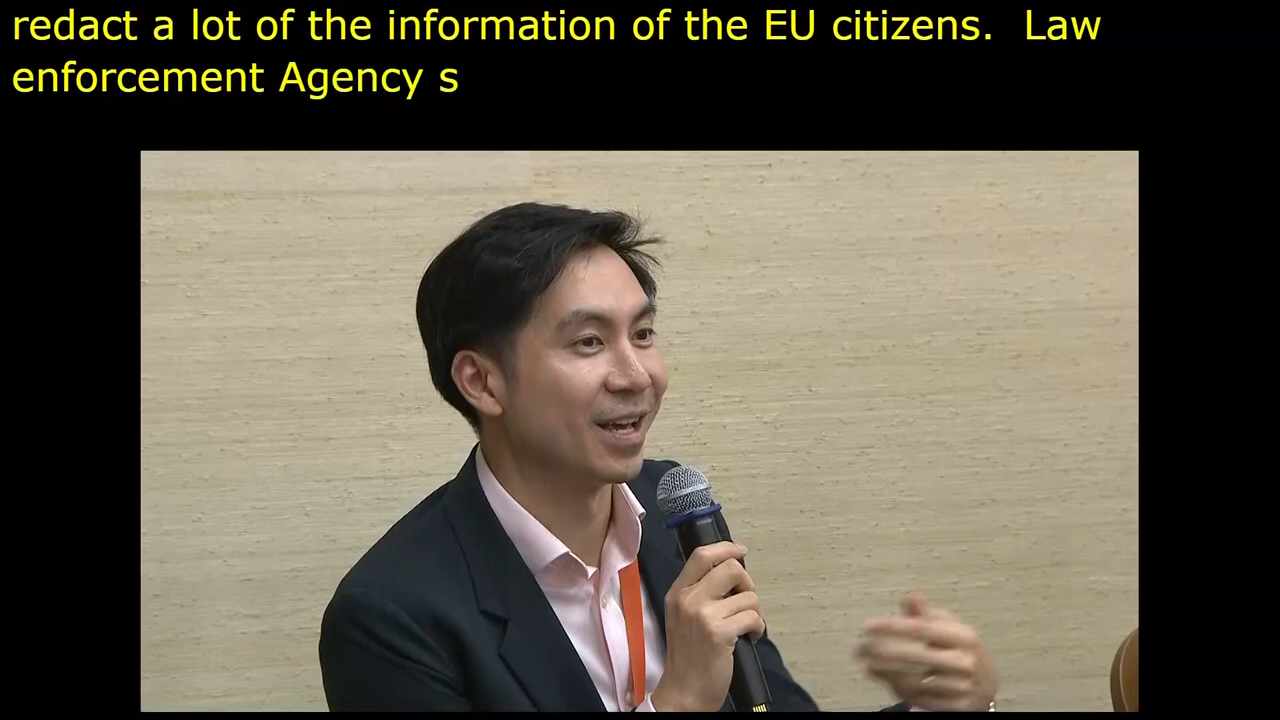 redact a lot of the information of the EU citizens.  Law
enforcement Agency s